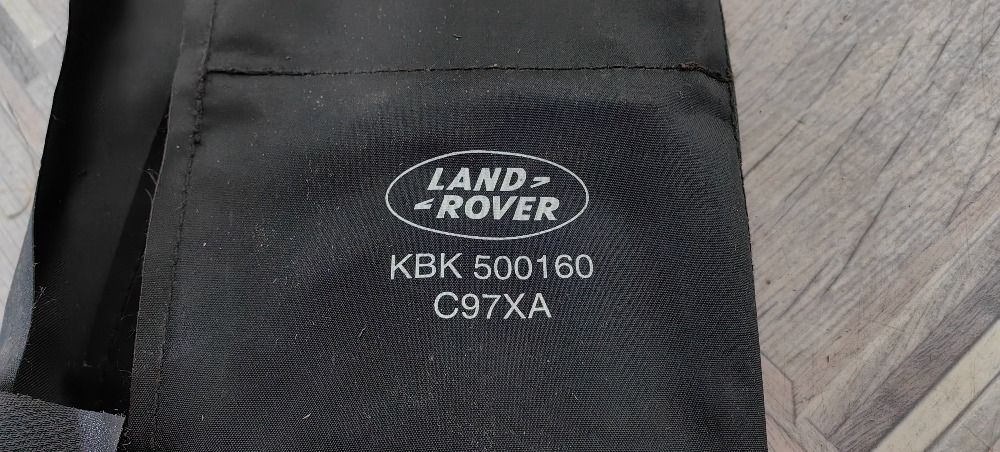 LAND
ROVER
KBK 500160
C97XA